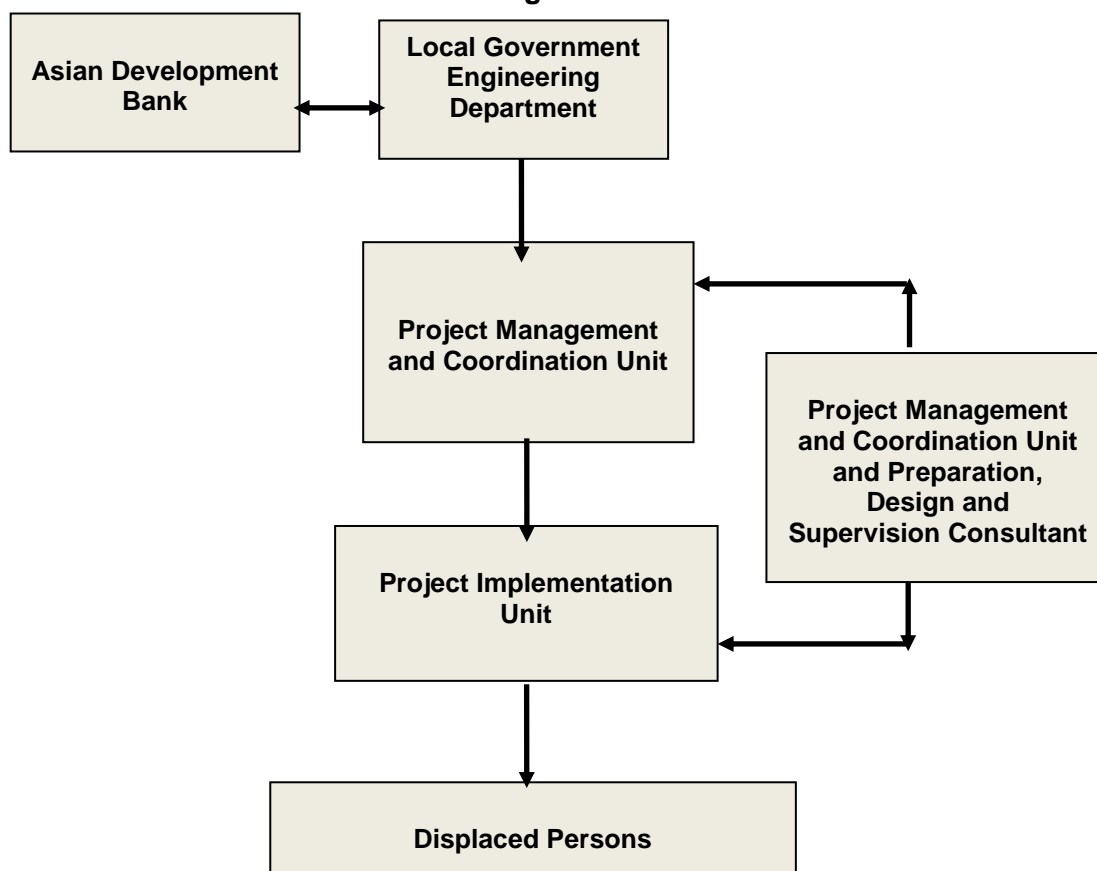 Asian Development
Bank
Local Government
Engineering
Department
Project Management
and Coordination Unit
Project Management
and Coordination Unit
and Preparation,
Design and
Supervision Consultant
Project Implementation
Unit
Displaced Persons